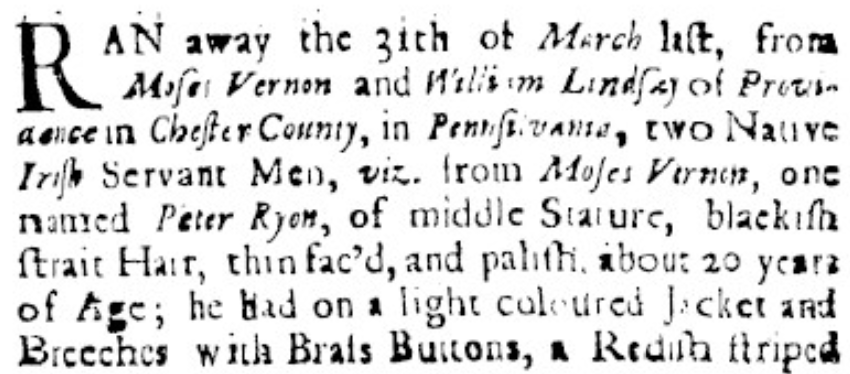 RAN away the 31th of March laſt, from
Moſes Vernon and William Lindſay of Provi-
dence in Cheſter County, in Pennſilvania, two Native
Iriſh Servant Men, viz. from Moſes Vernon, one
named Peter Ryon, of middle Stature, blackiſh
ſtrait Hair, thin fac'd, and paliſh, about 20 years
of Age; he had on a light coloured Jacket and
Breeches with Braſs Buttons, a Rediſh ſtriped